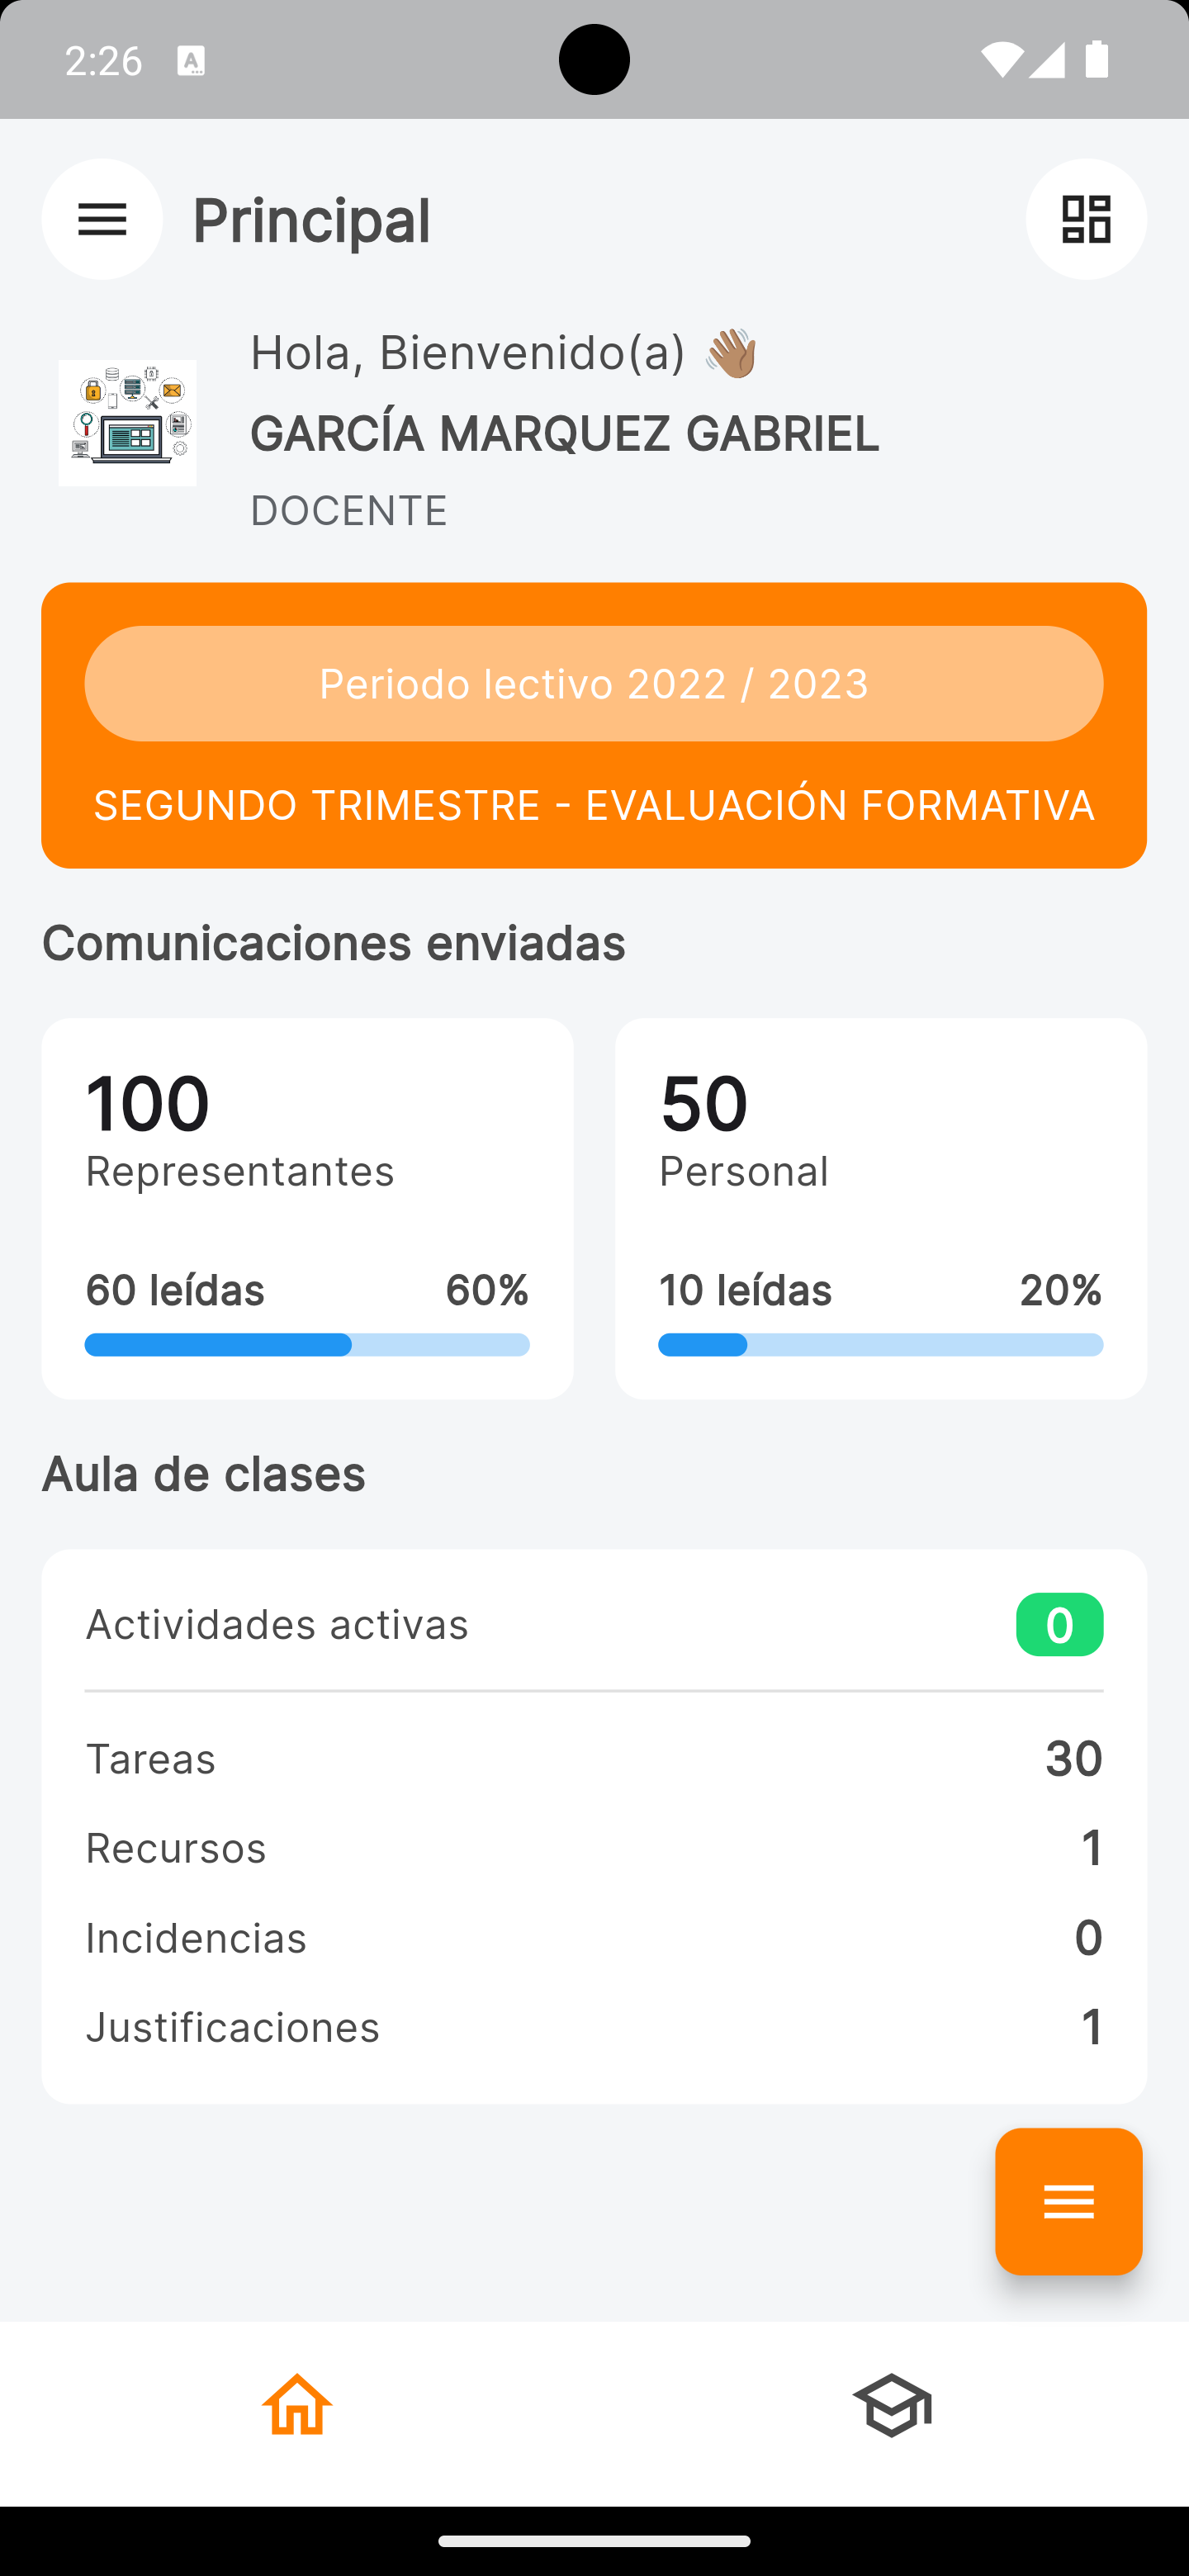 2:26
Principal
Hola, Bienvenido(a) 👋🏽
GARCÍA MARQUEZ GABRIEL
DOCENTE
Periodo lectivo 2022 / 2023
SEGUNDO TRIMESTRE - EVALUACIÓN FORMATIVA
Comunicaciones enviadas
100
Representantes
60 leídas 60%
50
Personal
10 leídas 20%
Aula de clases
Actividades activas 0
Tareas 30
Recursos 1
Incidencias 0
Justificaciones 1